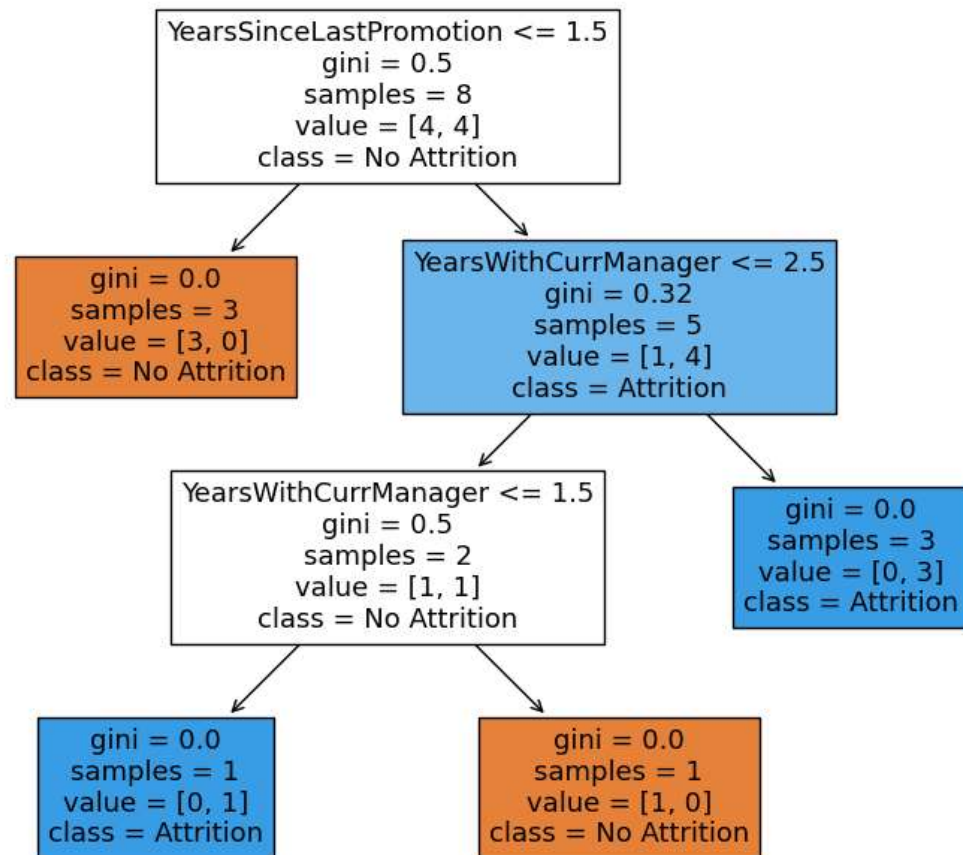 YearsSinceLastPromotion <= 1.5
gini = 0.5
samples = 8
value = [4, 4]
class = No Attrition
gini = 0.0
samples = 3
value = [3, 0]
class = No Attrition
YearsWithCurrManager <= 2.5
gini = 0.32
samples = 5
value = [1, 4]
class = Attrition
YearsWithCurrManager <= 1.5
gini = 0.5
samples = 2
value = [1, 1]
class = No Attrition
gini = 0.0
samples = 3
value = [0, 3]
class = Attrition
gini = 0.0
samples = 1
value = [0, 1]
class = Attrition
gini = 0.0
samples = 1
value = [1, 0]
class = No Attrition